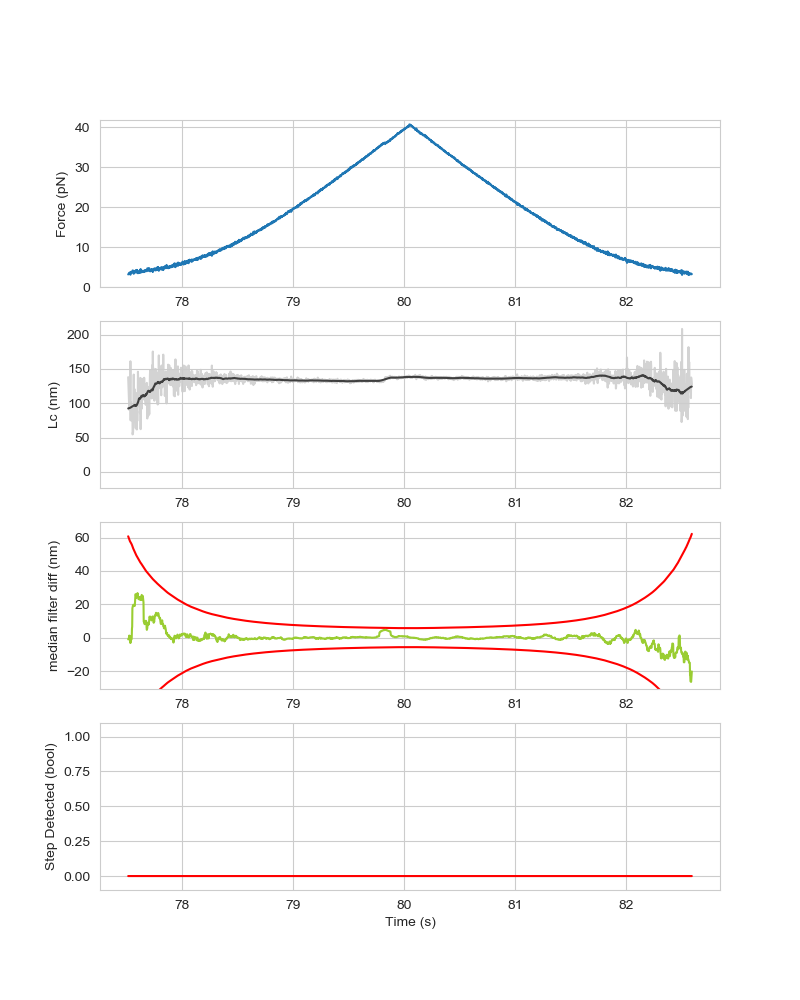 Force (pN)
40
30
20
10
0
78 79 80 81 82
Lc (nm)
200
150
100
50
0
78 79 80 81 82
median filter diff (nm)
60
40
20
0
−20
78 79 80 81 82
Step Detected (bool)
1.00
0.75
0.50
0.25
0.00
78 79 80 81 82
Time (s)